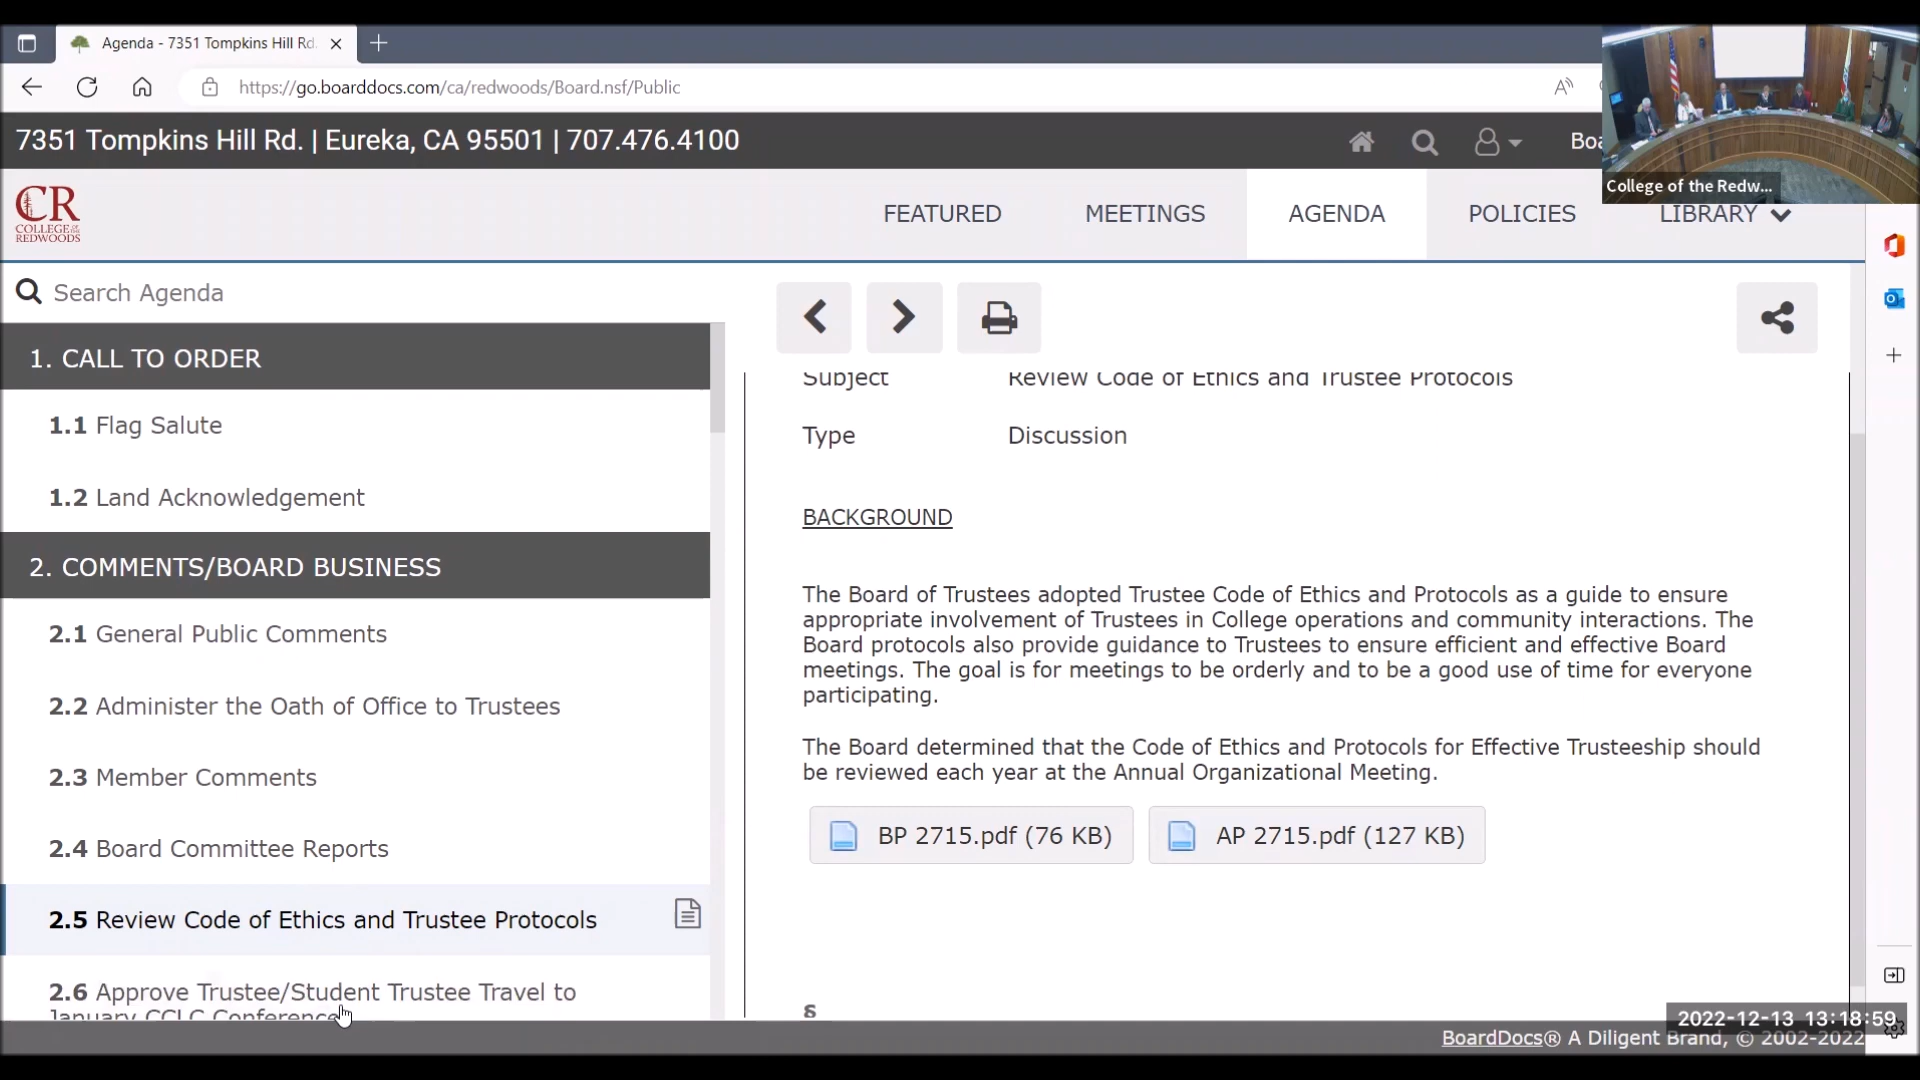 Agenda - 7351 Tompkins Hill Rd.
https://go.boarddocs.com/ca/redwoods/Board.nsf/Public
7351 Tompkins Hill Rd. | Eureka, CA 95501 | 707.476.4100
Boa
College of the Redw...
CR
COLLEGE OF THE
REDWOODS
FEATURED
MEETINGS
AGENDA
POLICIES
LIBRARY
Search Agenda
1. CALL TO ORDER
1.1 Flag Salute
1.2 Land Acknowledgement
2. COMMENTS/BOARD BUSINESS
2.1 General Public Comments
2.2 Administer the Oath of Office to Trustees
2.3 Member Comments
2.4 Board Committee Reports
2.5 Review Code of Ethics and Trustee Protocols
2.6 Approve Trustee/Student Trustee Travel to
January CCLC Conference
Subject Review Code of Ethics and Trustee Protocols
Type Discussion
BACKGROUND
The Board of Trustees adopted Trustee Code of Ethics and Protocols as a guide to ensure
appropriate involvement of Trustees in College operations and community interactions. The
Board protocols also provide guidance to Trustees to ensure efficient and effective Board
meetings. The goal is for meetings to be orderly and to be a good use of time for everyone
participating.
The Board determined that the Code of Ethics and Protocols for Effective Trusteeship should
be reviewed each year at the Annual Organizational Meeting.
BP 2715.pdf (76 KB)
AP 2715.pdf (127 KB)
2022-12-13 13:18:59
BoardDocs® A Diligent Brand, © 2002-2022